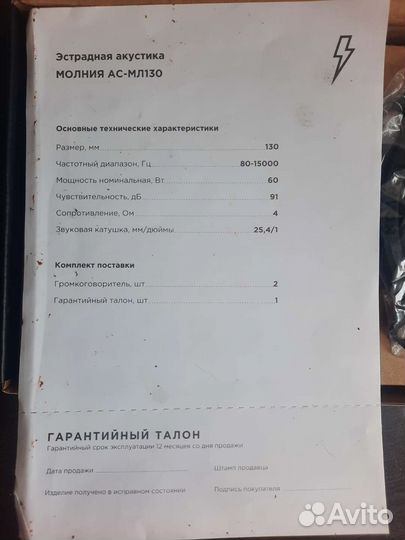 Эстрадная акустика
МОЛНИЯ АС-МЛ130
Основные технические характеристики
Размер, мм 130
Частотный диапазон, Гц 80-15000
Мощность номинальная, Вт 60
Чувствительность, дБ 91
Сопротивление, Ом 4
Звуковая катушка, мм/дюймы 25,4/1
Комплект поставки
Громкоговоритель, шт 2
Гарантийный талон, шт 1
ГАРАНТИЙНЫЙ ТАЛОН
Гарантийный срок эксплуатации 12 месяцев со дня продажи
Дата продажи Штамп продавца
Изделие получено в исправном состоянии Подпись покупателя
Avito